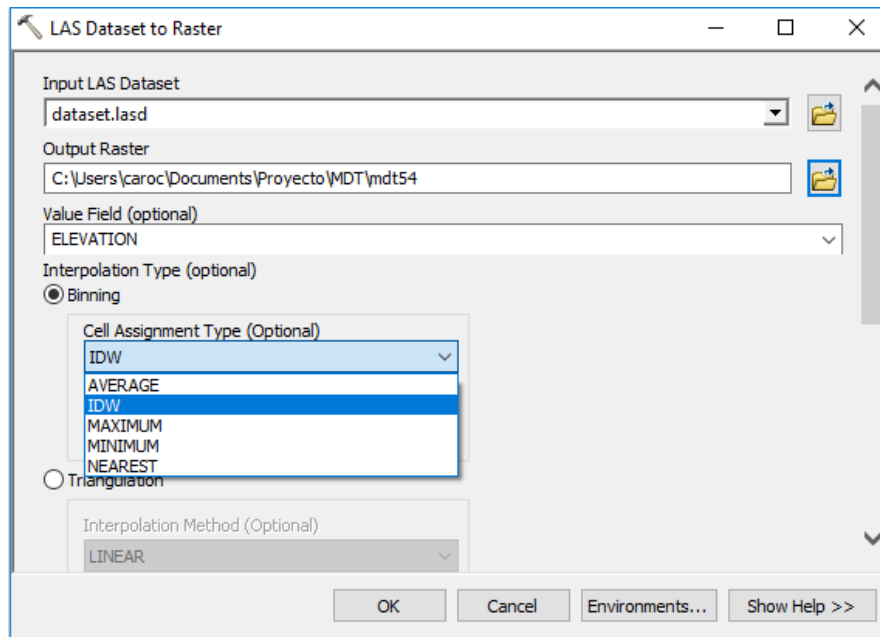 LAS Dataset to Raster
Input LAS Dataset
dataset.lasd
Output Raster
C:\Users\caroc\Documents\Proyecto\MDT\mdt54
Value Field (optional)
ELEVATION
Interpolation Type (optional)
Binning
Cell Assignment Type (Optional)
IDW
AVERAGE
IDW
MAXIMUM
MINIMUM
NEAREST
Triangulation
Interpolation Method (Optional)
LINEAR
OK Cancel Environments... Show Help >>